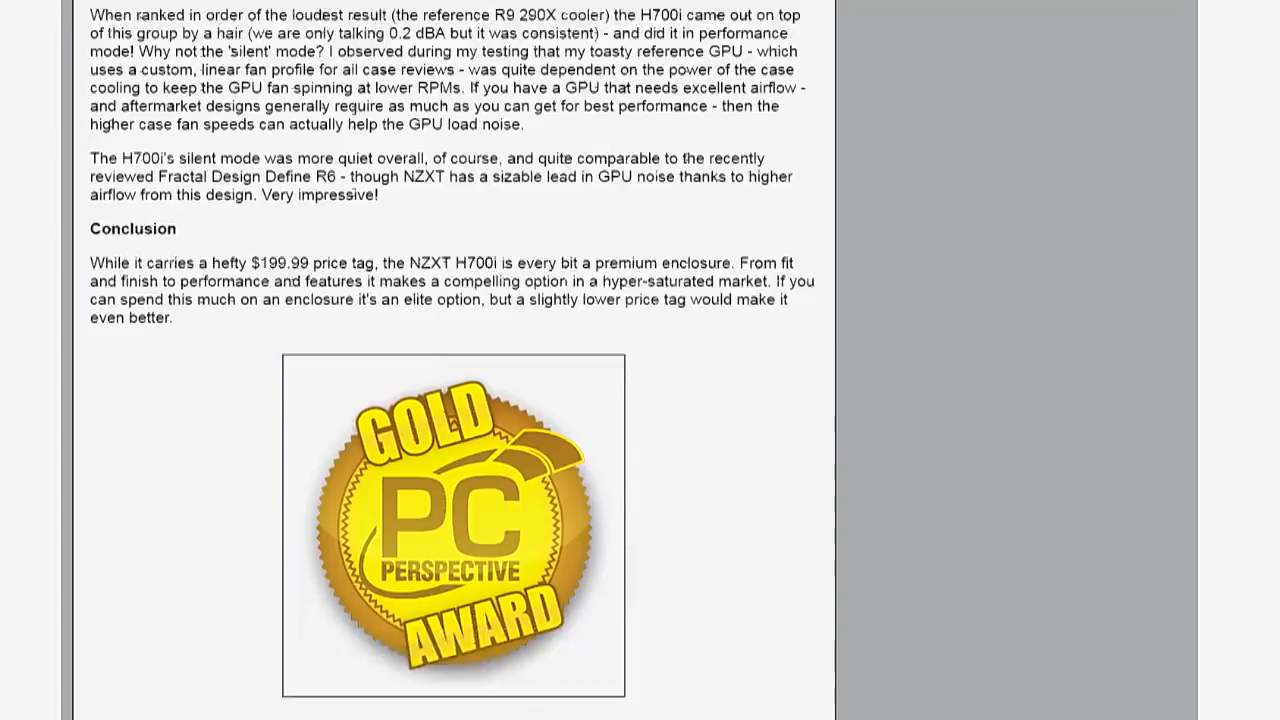 When ranked in order of the loudest result (the reference R9 290X cooler) the H700i came out on top
of this group by a hair (we are only talking 0.2 dBA but it was consistent) - and did it in performance
mode! Why not the 'silent' mode? I observed during my testing that my toasty reference GPU - which
uses a custom, linear fan profile for all case reviews - was quite dependent on the power of the case
cooling to keep the GPU fan spinning at lower RPMs. If you have a GPU that needs excellent airflow -
and aftermarket designs generally require as much as you can get for best performance - then the
higher case fan speeds can actually help the GPU load noise.
The H700i's silent mode was more quiet overall, of course, and quite comparable to the recently
reviewed Fractal Design Define R6 - though NZXT has a sizable lead in GPU noise thanks to higher
airflow from this design. Very impressive!
Conclusion
While it carries a hefty $199.99 price tag, the NZXT H700i is every bit a premium enclosure. From fit
and finish to performance and features it makes a compelling option in a hyper-saturated market. If you
can spend this much on an enclosure it's an elite option, but a slightly lower price tag would make it
even better.
GOLD
PC
PERSPECTIVE
AWARD